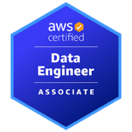 aws
certified
Data
Engineer
ASSOCIATE